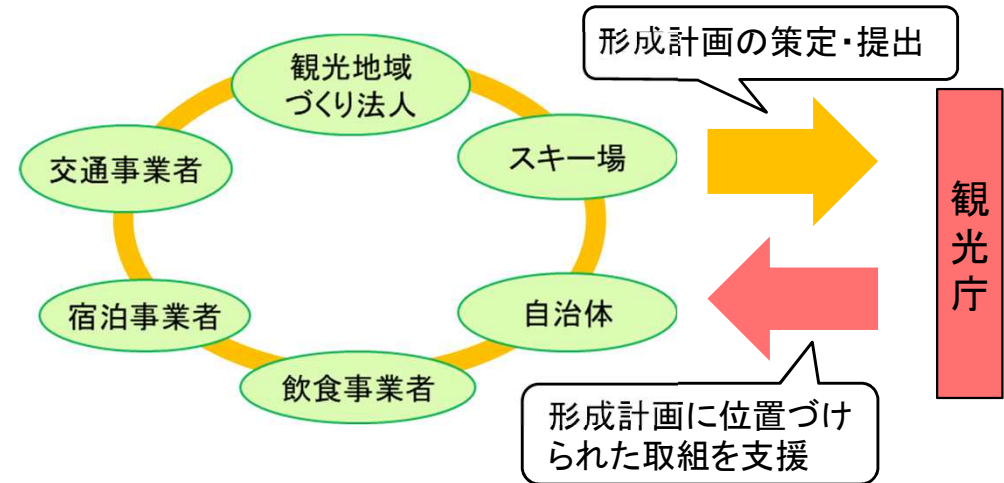 形成計画の策定・提出
観光地域
づくり法人
交通事業者
スキー場
観光庁
宿泊事業者
自治体
飲食事業者
形成計画に位置づけ
られた取組を支援